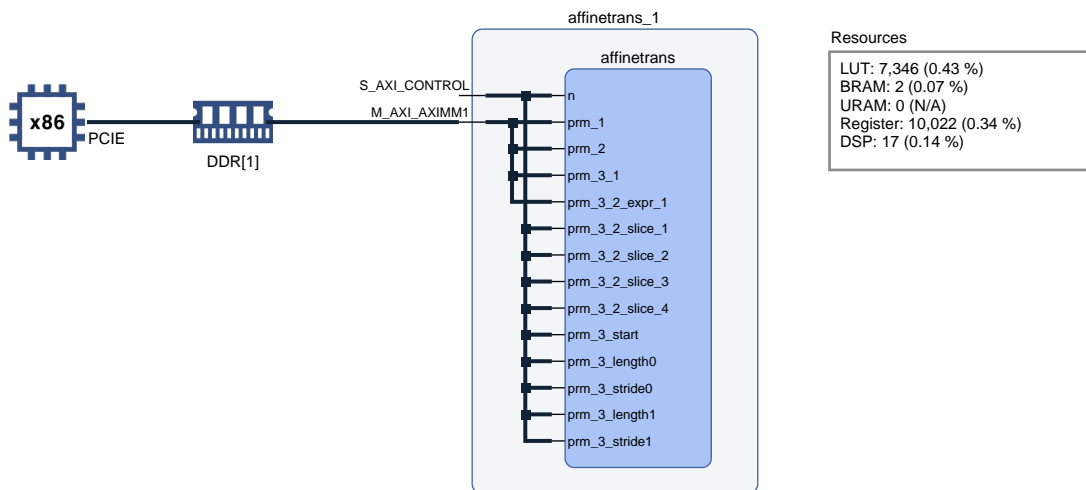 affinetrans_1
Resources
affinetrans
LUT: 7,346 (0.43 %)
BRAM: 2 (0.07 %)
URAM: 0 (N/A)
Register: 10,022 (0.34 %)
DSP: 17 (0.14 %)
S_AXI_CONTROL
n
x86
PCIE
DDR[1]
M_AXI_AXIMM1
prm_1
prm_2
prm_3_1
prm_3_2_expr_1
prm_3_2_slice_1
prm_3_2_slice_2
prm_3_2_slice_3
prm_3_2_slice_4
prm_3_start
prm_3_length0
prm_3_stride0
prm_3_length1
prm_3_stride1